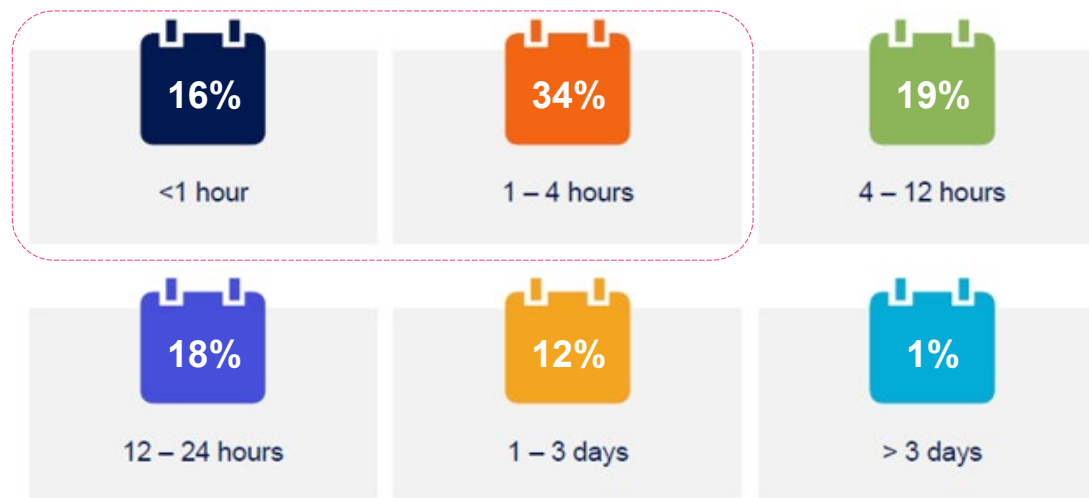 16% 34% 19%
<1 hour 1 – 4 hours 4 – 12 hours
18% 12% 1%
12 – 24 hours 1 – 3 days > 3 days